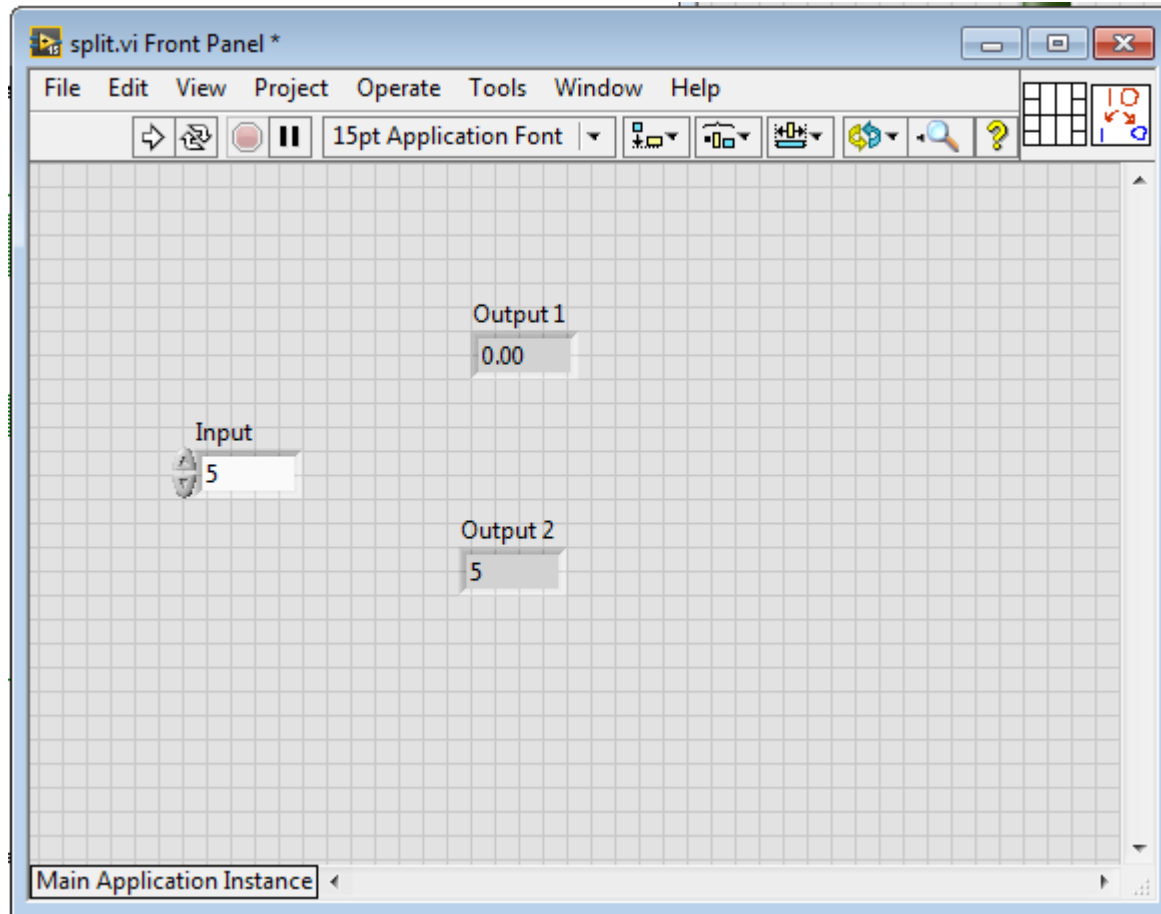 split.vi Front Panel *
File Edit View Project Operate Tools Window Help
15pt Application Font
Output 1
0.00
Input
5
Output 2
5
Main Application Instance